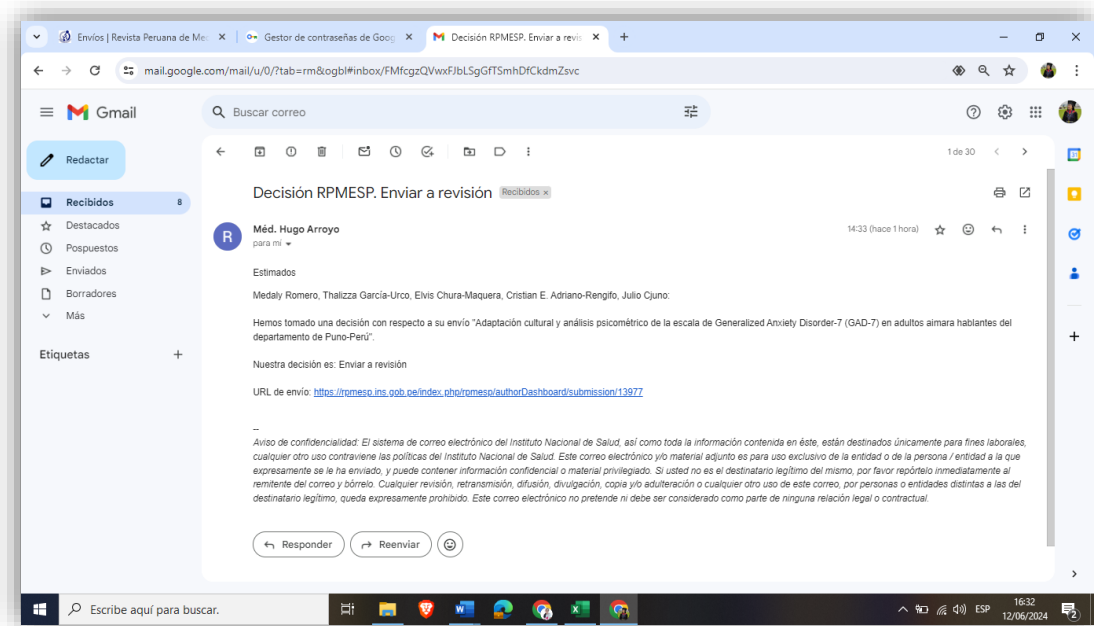 Envíos | Revista Peruana de Me
Gestor de contraseñas de Goog
Decisión RPMESP. Enviar a revis
mail.google.com/mail/u/0/?tab=rm&ogbl#inbox/FMfcgzQVwxFJbLSgGfTSmhDfCkdmZsvc
Gmail
Buscar correo
Redactar
1 de 30
Recibidos 8
Destacados
Pospuestos
Enviados
Borradores
Más
Etiquetas
Decisión RPMESP. Enviar a revisión Recibidos x
R
Méd. Hugo Arroyo
14:33 (hace 1 hora)
para mí
Estimados
Medaly Romero, Thalizza García-Urco, Elvis Chura-Maquera, Cristian E. Adriano-Rengifo, Julio Cjuno:
Hemos tomado una decisión con respecto a su envío "Adaptación cultural y análisis psicométrico de la escala de Generalized Anxiety Disorder-7 (GAD-7) en adultos aimara hablantes del
departamento de Puno-Perú".
Nuestra decisión es: Enviar a revisión
URL de envío: https://rpmesp.ins.gob.pe/index.php/rpmesp/authorDashboard/submission/13977
--
Aviso de confidencialidad: El sistema de correo electrónico del Instituto Nacional de Salud, así como toda la información contenida en éste, están destinados únicamente para fines laborales,
cualquier otro uso contraviene las políticas del Instituto Nacional de Salud. Este correo electrónico y/o material adjunto es para uso exclusivo de la entidad o de la persona / entidad a la que
expresamente se le ha enviado, y puede contener información confidencial o material privilegiado. Si usted no es el destinatario legítimo del mismo, por favor repórtelo inmediatamente al
remitente del correo y bórrelo. Cualquier revisión, retransmisión, difusión, divulgación, copia y/o adulteración o cualquier otro uso de este correo, por personas o entidades distintas a las del
destinatario legítimo, queda expresamente prohibido. Este correo electrónico no pretende ni debe ser considerado como parte de ninguna relación legal o contractual.
Responder
Reenviar
Escribe aquí para buscar.
ESP
16:32
12/06/2024
2